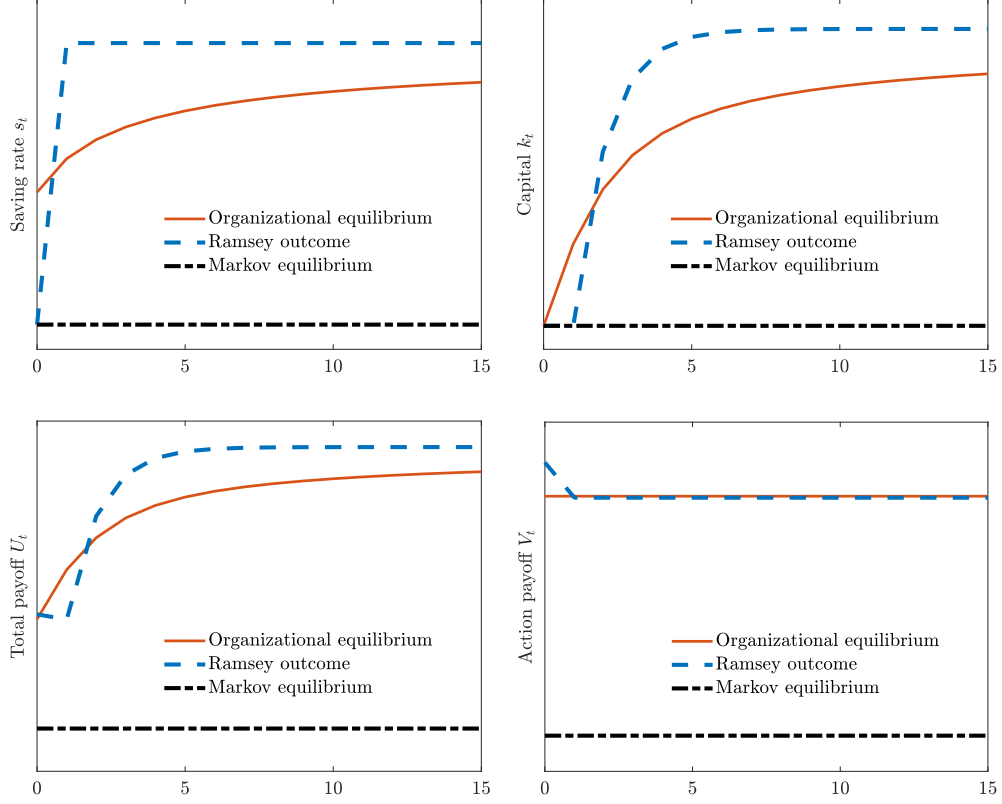 Saving rate s_t
Organizational equilibrium
Ramsey outcome
Markov equilibrium
0 5 10 15
Capital k_t
Organizational equilibrium
Ramsey outcome
Markov equilibrium
0 5 10 15
Total payoff U_t
Organizational equilibrium
Ramsey outcome
Markov equilibrium
0 5 10 15
Action payoff V_t
Organizational equilibrium
Ramsey outcome
Markov equilibrium
0 5 10 15